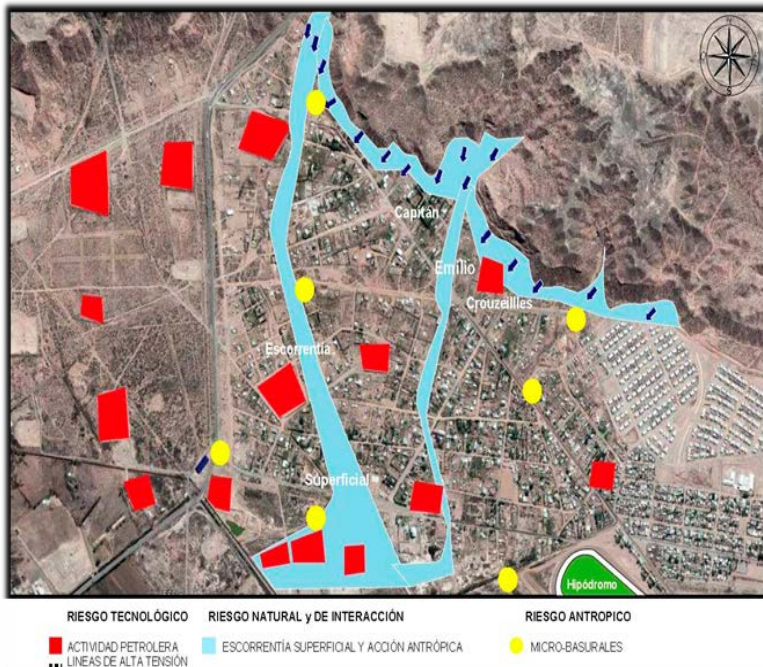 Capitán
Emilio
Crouzeillles
Escorrentía
Superficial
Hipódromo
RIESGO TECNOLÓGICO
RIESGO NATURAL y DE INTERACCIÓN
RIESGO ANTROPICO
ACTIVIDAD PETROLERA
LINEAS DE ALTA TENSIÓN
ESCORRENTÍA SUPERFICIAL Y ACCIÓN ANTRÓPICA
MICRO-BASURALES